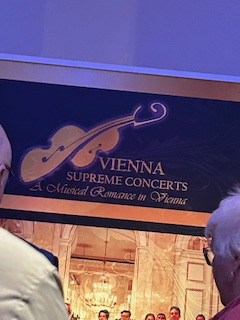 VIENNA
SUPREME CONCERTS
A Musical Romance in Vienna